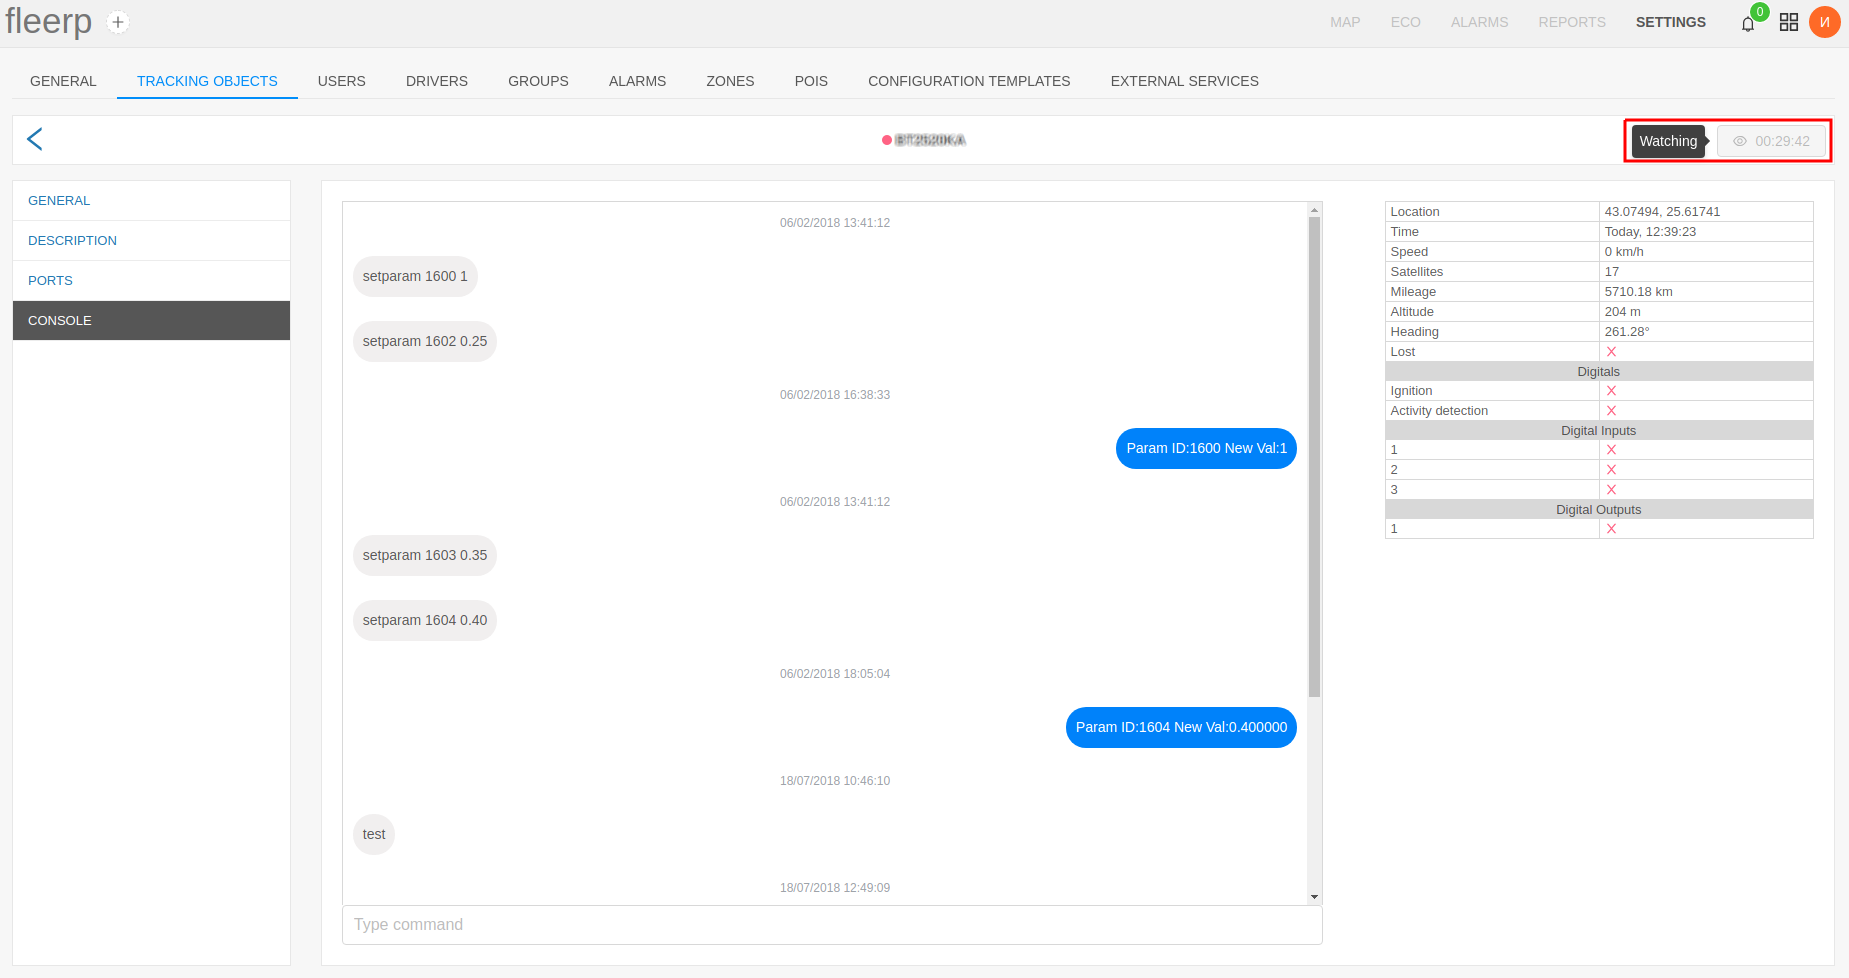 fleerp
MAP ECO ALARMS REPORTS SETTINGS 0 И
GENERAL TRACKING OBJECTS USERS DRIVERS GROUPS ALARMS ZONES POIS CONFIGURATION TEMPLATES EXTERNAL SERVICES
Watching 00:29:42
GENERAL
DESCRIPTION
PORTS
CONSOLE
06/02/2018 13:41:12
setparam 1600 1
setparam 1602 0.25
06/02/2018 16:38:33
Param ID:1600 New Val:1
06/02/2018 13:41:12
setparam 1603 0.35
setparam 1604 0.40
06/02/2018 18:05:04
Param ID:1604 New Val:0.400000
18/07/2018 10:46:10
test
18/07/2018 12:49:09
Type command
Location 43.07494, 25.61741
Time Today, 12:39:23
Speed 0 km/h
Satellites 17
Mileage 5710.18 km
Altitude 204 m
Heading 261.28°
Lost
Digitals
Ignition
Activity detection
Digital Inputs
1
2
3
Digital Outputs
1